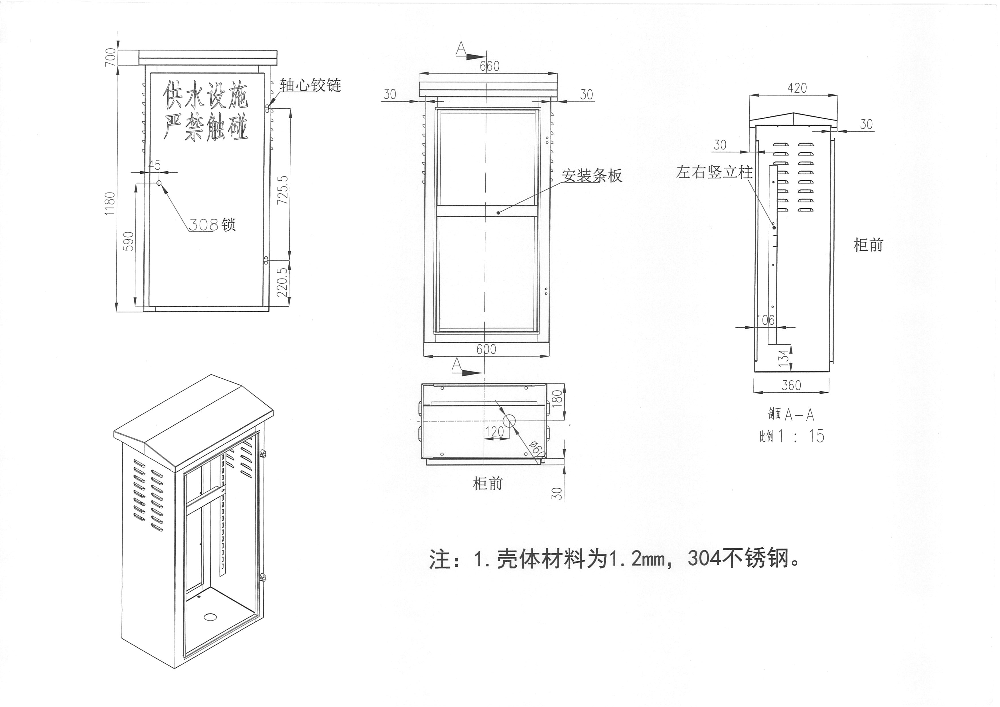 700
1180
590
45
供水设施
严禁触碰
轴心铰链
308锁
725.5
220.5
A
660
30
30
安装条板
600
A
180
120
φ60
30
柜前
420
30
30
左右竖立柱
柜前
106
134
360
剖面 A-A
比例 1 : 15
注: 1.壳体材料为1.2mm, 304不锈钢。